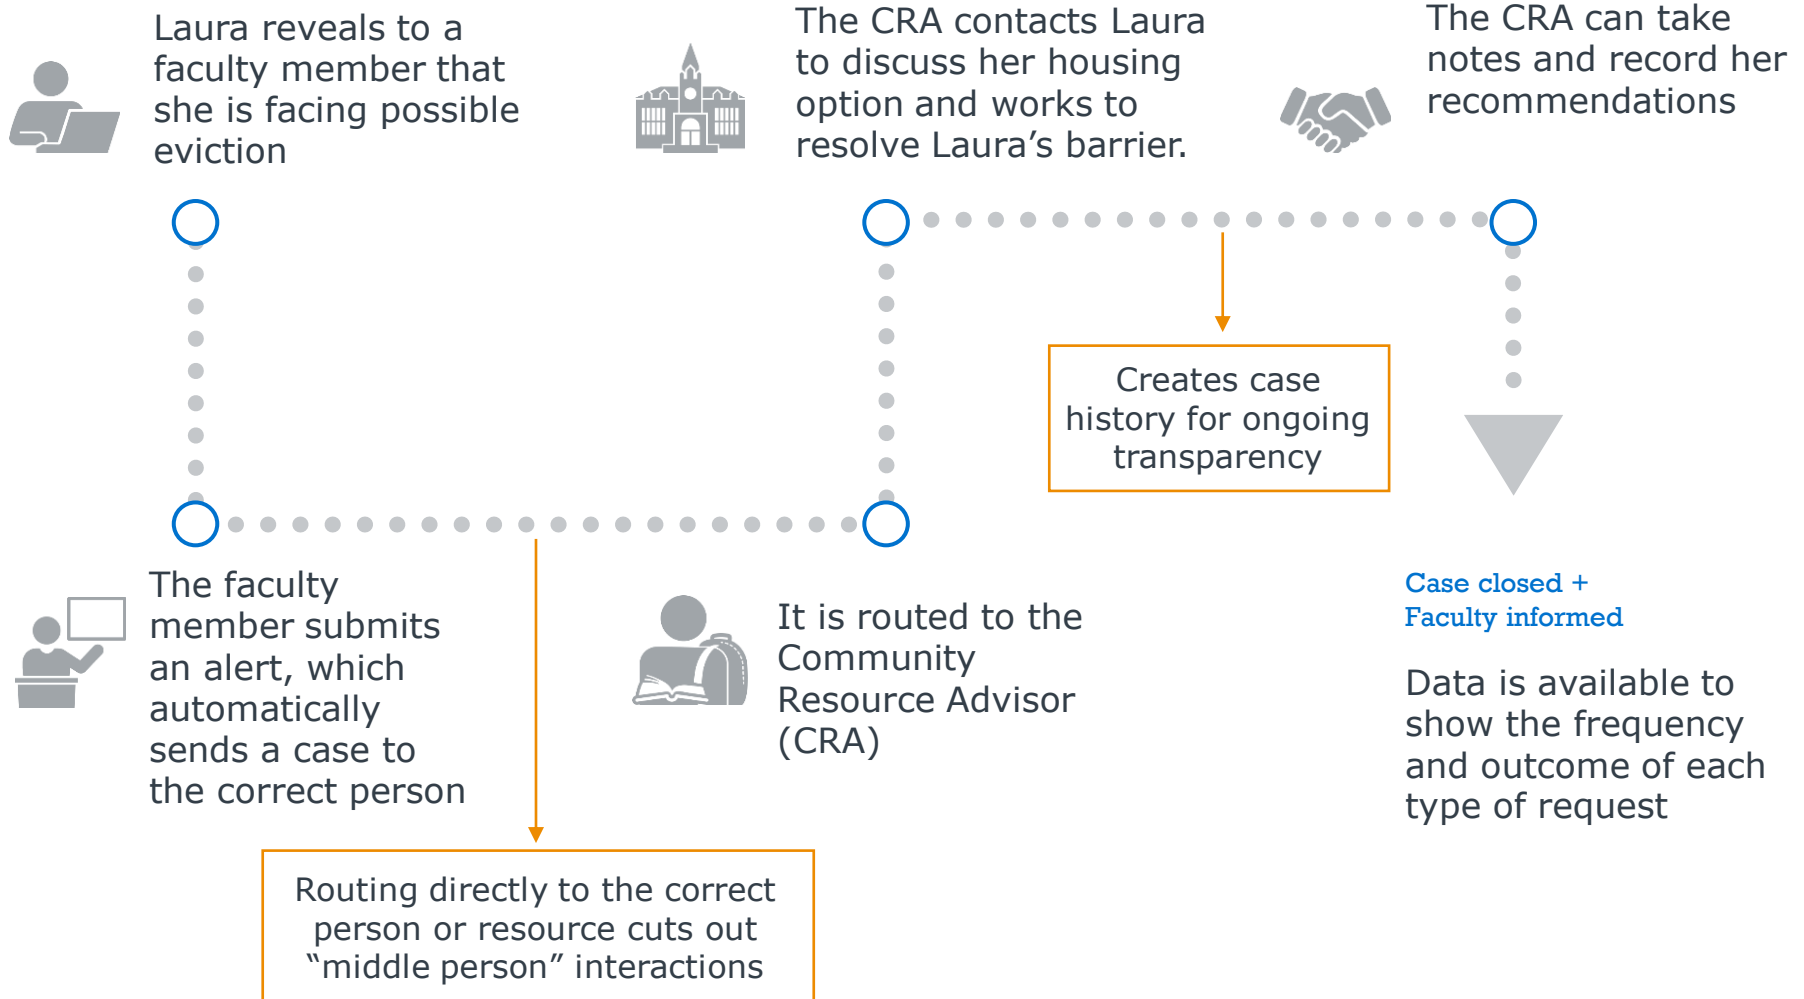 Laura reveals to a
faculty member that
she is facing possible
eviction
The faculty
member submits
an alert, which
automatically
sends a case to
the correct person
Routing directly to the correct
person or resource cuts out
“middle person” interactions
It is routed to the
Community
Resource Advisor
(CRA)
The CRA contacts Laura
to discuss her housing
option and works to
resolve Laura’s barrier.
Creates case
history for ongoing
transparency
The CRA can take
notes and record her
recommendations
Case closed +
Faculty informed
Data is available to
show the frequency
and outcome of each
type of request